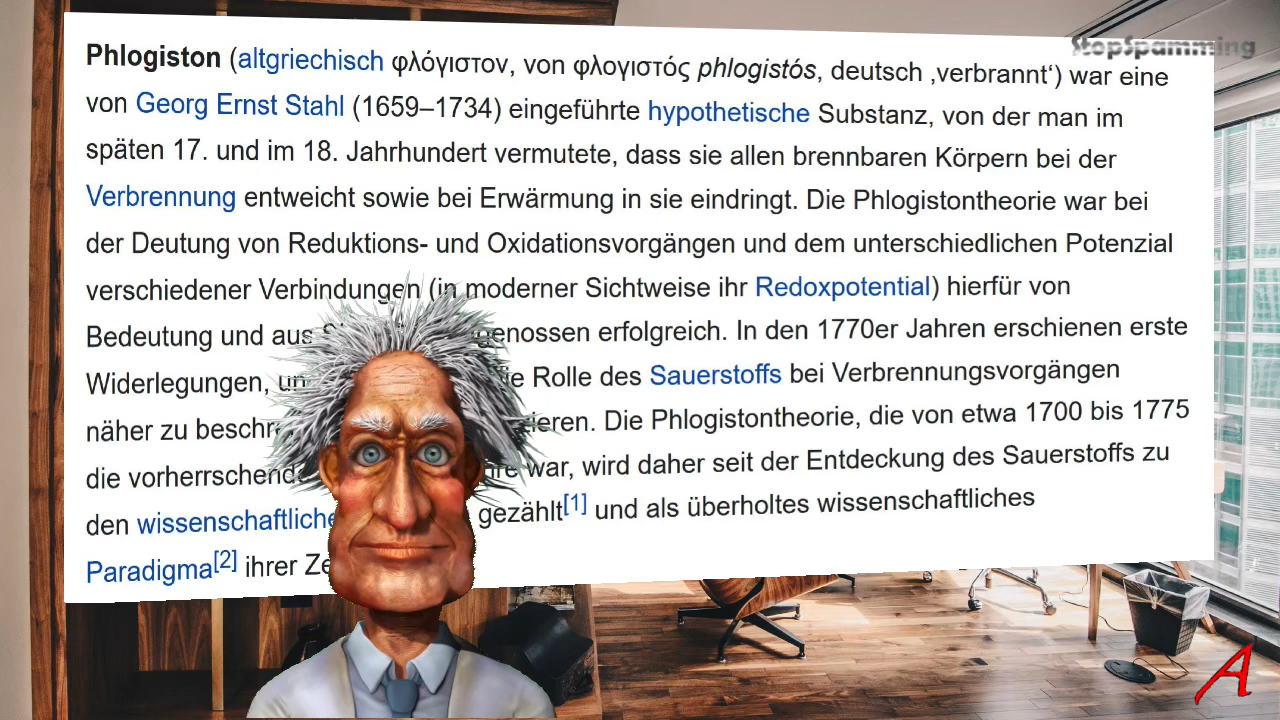 StopSpamming
Phlogiston (altgriechisch φλόγιστον, von φλογιστός phlogistós, deutsch ‚verbrannt‘) war eine
von Georg Ernst Stahl (1659–1734) eingeführte hypothetische Substanz, von der man im
späten 17. und im 18. Jahrhundert vermutete, dass sie allen brennbaren Körpern bei der
Verbrennung entweicht sowie bei Erwärmung in sie eindringt. Die Phlogistontheorie war bei
der Deutung von Reduktions- und Oxidationsvorgängen und dem unterschiedlichen Potenzial
verschiedener Verbindungen (in moderner Sichtweise ihr Redoxpotential) hierfür von
Bedeutung und aus genossen erfolgreich. In den 1770er Jahren erschienen erste
Widerlegungen, die Rolle des Sauerstoffs bei Verbrennungsvorgängen
näher zu ieren. Die Phlogistontheorie, die von etwa 1700 bis 1775
die war, wird daher seit der Entdeckung des Sauerstoffs zu
den gezählt[1] und als überholtes wissenschaftliches
Paradigma[2] ihrer
A